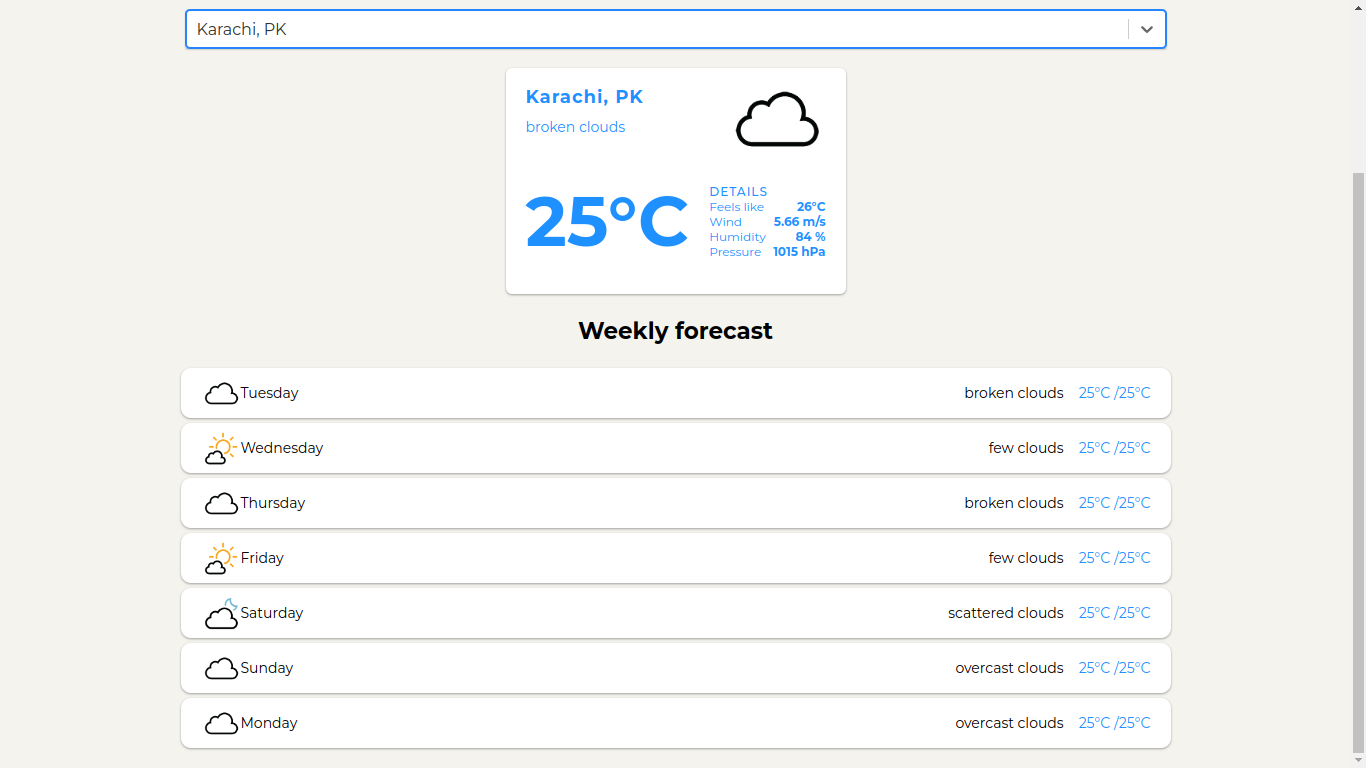 Karachi, PK
Karachi, PK
broken clouds
25°C
DETAILS
Feels like 26°C
Wind 5.66 m/s
Humidity 84 %
Pressure 1015 hPa
Weekly forecast
Tuesday broken clouds 25°C /25°C
Wednesday few clouds 25°C /25°C
Thursday broken clouds 25°C /25°C
Friday few clouds 25°C /25°C
Saturday scattered clouds 25°C /25°C
Sunday overcast clouds 25°C /25°C
Monday overcast clouds 25°C /25°C